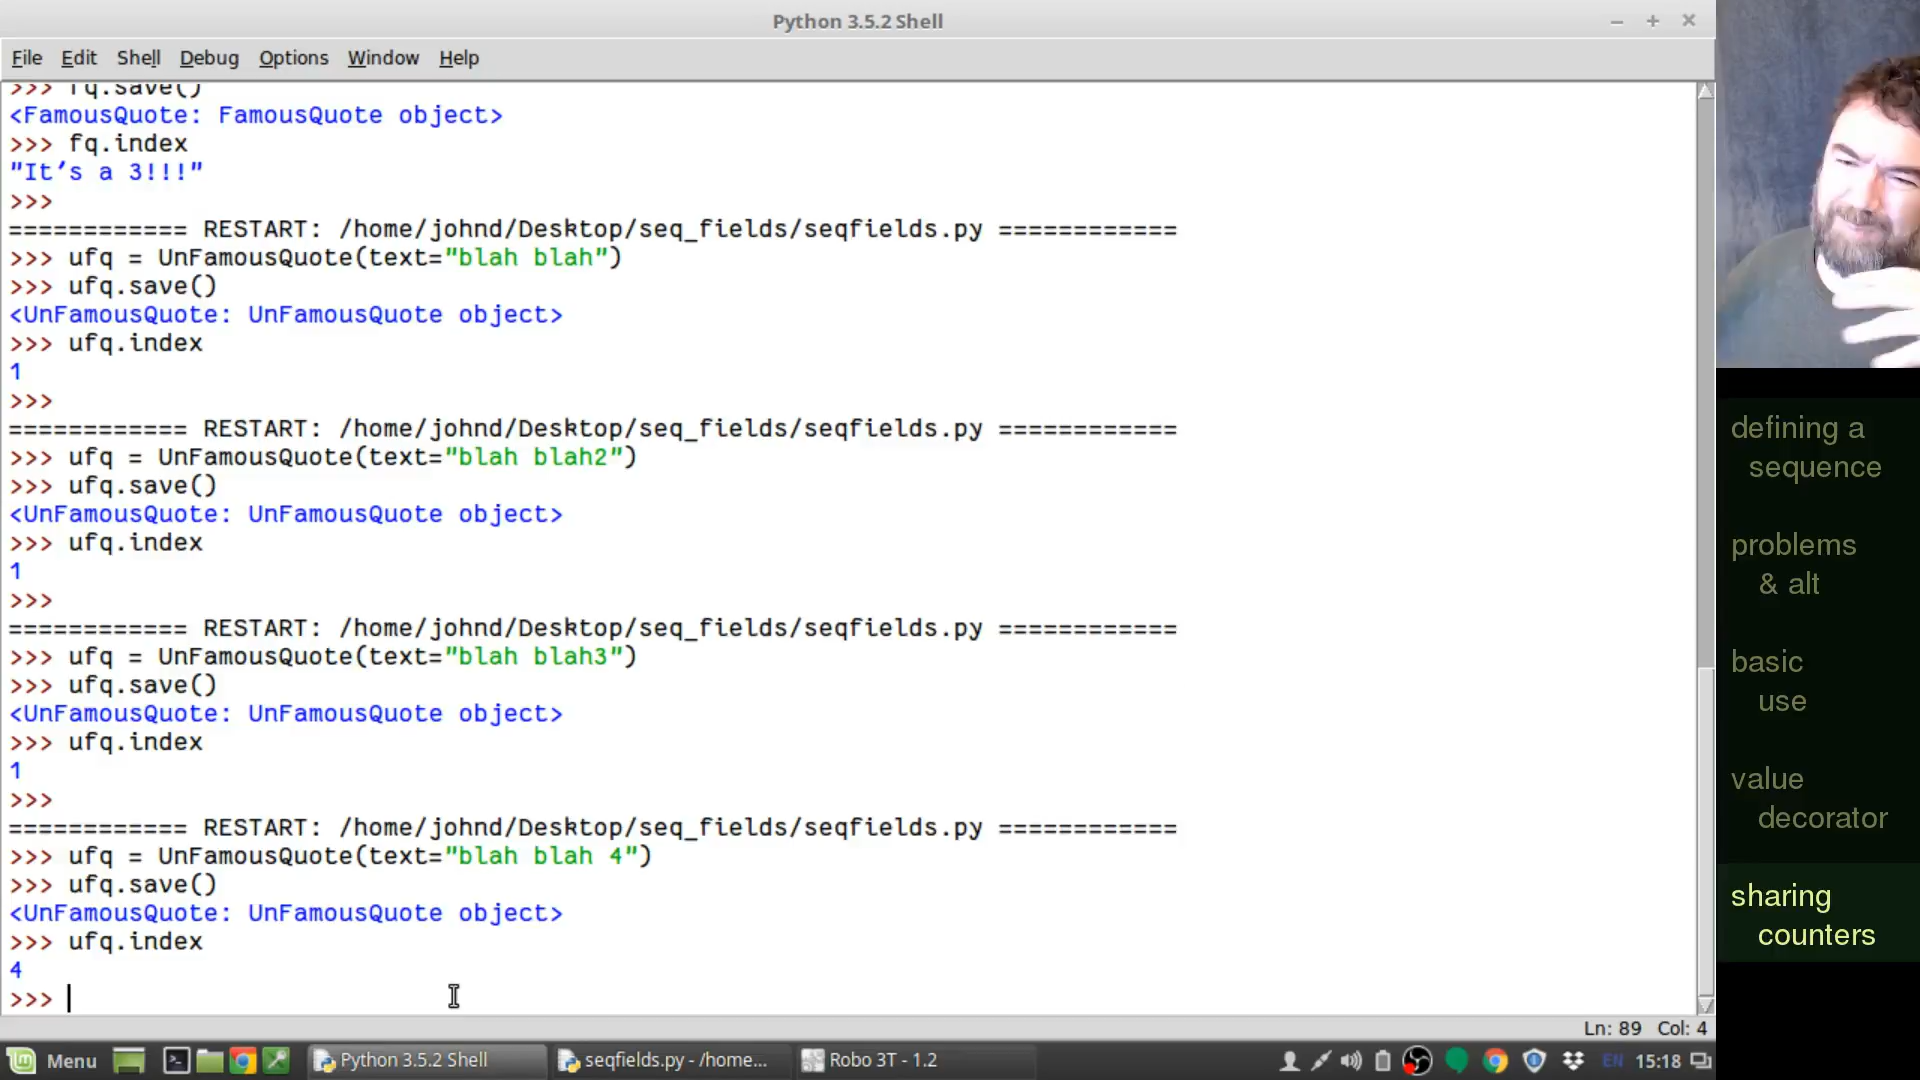 Python 3.5.2 Shell
File Edit Shell Debug Options Window Help
>>> fq.save()
<FamousQuote: FamousQuote object>
>>> fq.index
"It's a 3!!!"
>>>
============ RESTART: /home/johnd/Desktop/seq_fields/seqfields.py ============
>>> ufq = UnFamousQuote(text="blah blah")
>>> ufq.save()
<UnFamousQuote: UnFamousQuote object>
>>> ufq.index
1
>>>
============ RESTART: /home/johnd/Desktop/seq_fields/seqfields.py ============
>>> ufq = UnFamousQuote(text="blah blah2")
>>> ufq.save()
<UnFamousQuote: UnFamousQuote object>
>>> ufq.index
1
>>>
============ RESTART: /home/johnd/Desktop/seq_fields/seqfields.py ============
>>> ufq = UnFamousQuote(text="blah blah3")
>>> ufq.save()
<UnFamousQuote: UnFamousQuote object>
>>> ufq.index
1
>>>
============ RESTART: /home/johnd/Desktop/seq_fields/seqfields.py ============
>>> ufq = UnFamousQuote(text="blah blah 4")
>>> ufq.save()
<UnFamousQuote: UnFamousQuote object>
>>> ufq.index
4
>>>
Ln: 89 Col: 4
defining a
sequence
problems
& alt
basic
use
value
decorator
sharing
counters
Menu
Python 3.5.2 Shell
seqfields.py - /home...
Robo 3T - 1.2
EN
15:18